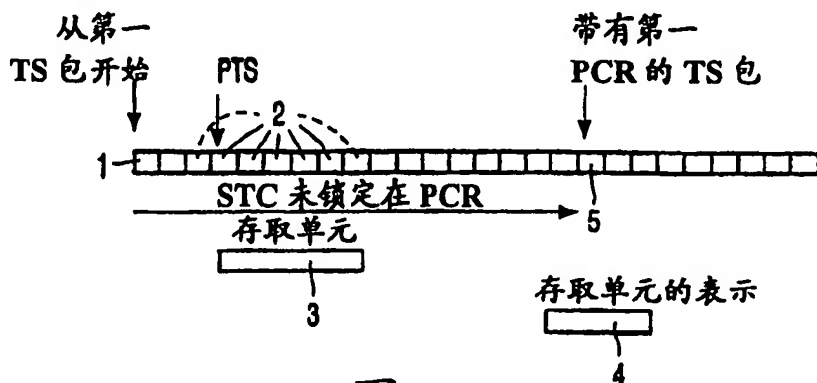 从第一
TS 包开始
PTS
2
带有第一
PCR 的 TS 包
1
STC 未锁定在 PCR
5
存取单元
3
存取单元的表示
4